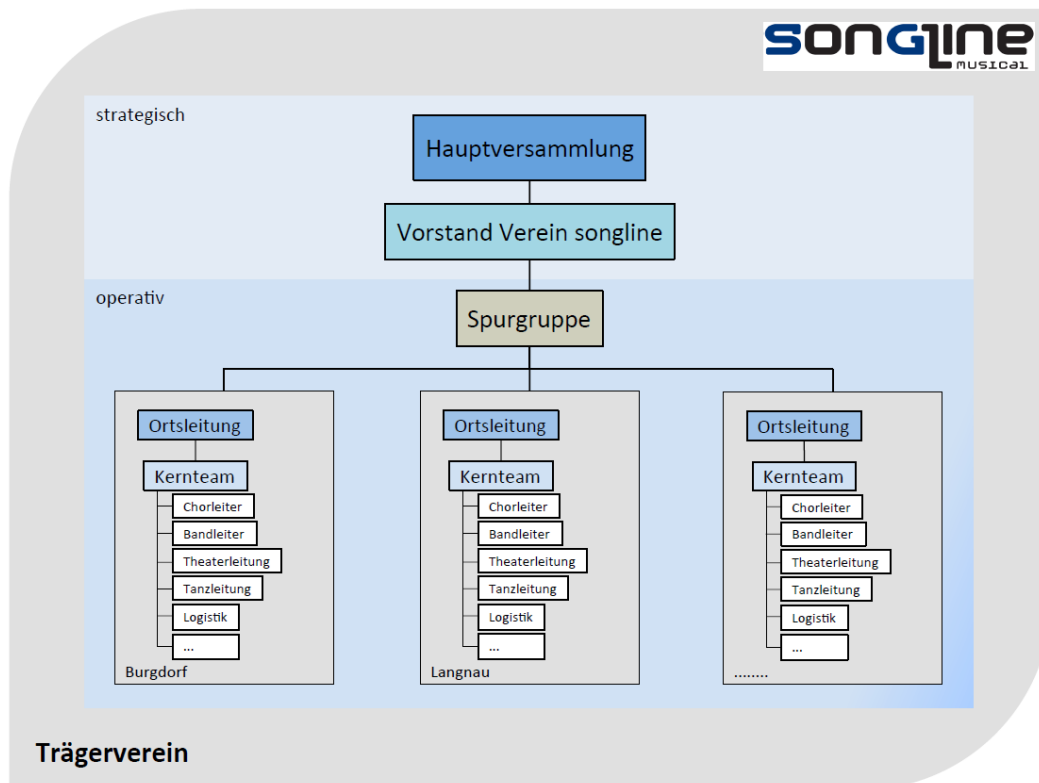 songline
musical
strategisch
Hauptversammlung
Vorstand Verein songline
operativ
Spurgruppe
Ortsleitung
Kernteam
Chorleiter
Bandleiter
Theaterleitung
Tanzleitung
Logistik
...
Burgdorf
Ortsleitung
Kernteam
Chorleiter
Bandleiter
Theaterleitung
Tanzleitung
Logistik
...
Langnau
Ortsleitung
Kernteam
Chorleiter
Bandleiter
Theaterleitung
Tanzleitung
Logistik
...
........
Trägerverein